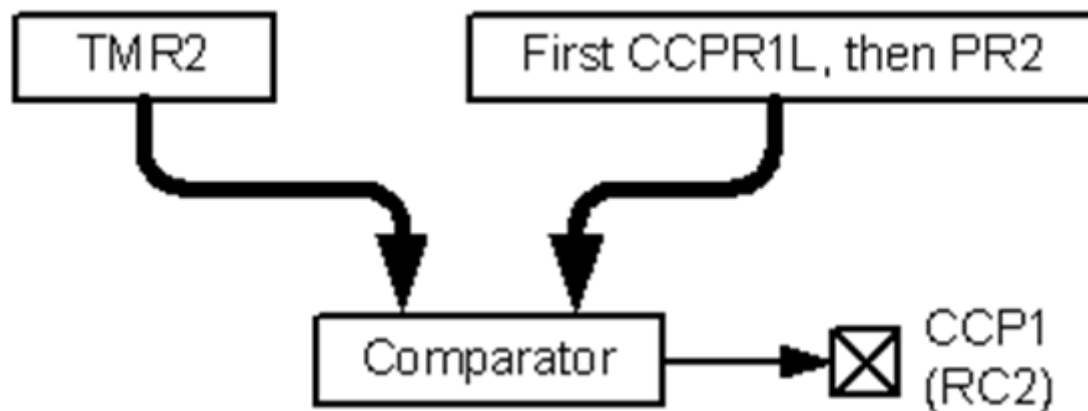 TMR2
First CCPR1L, then PR2
Comparator
CCP1
(RC2)